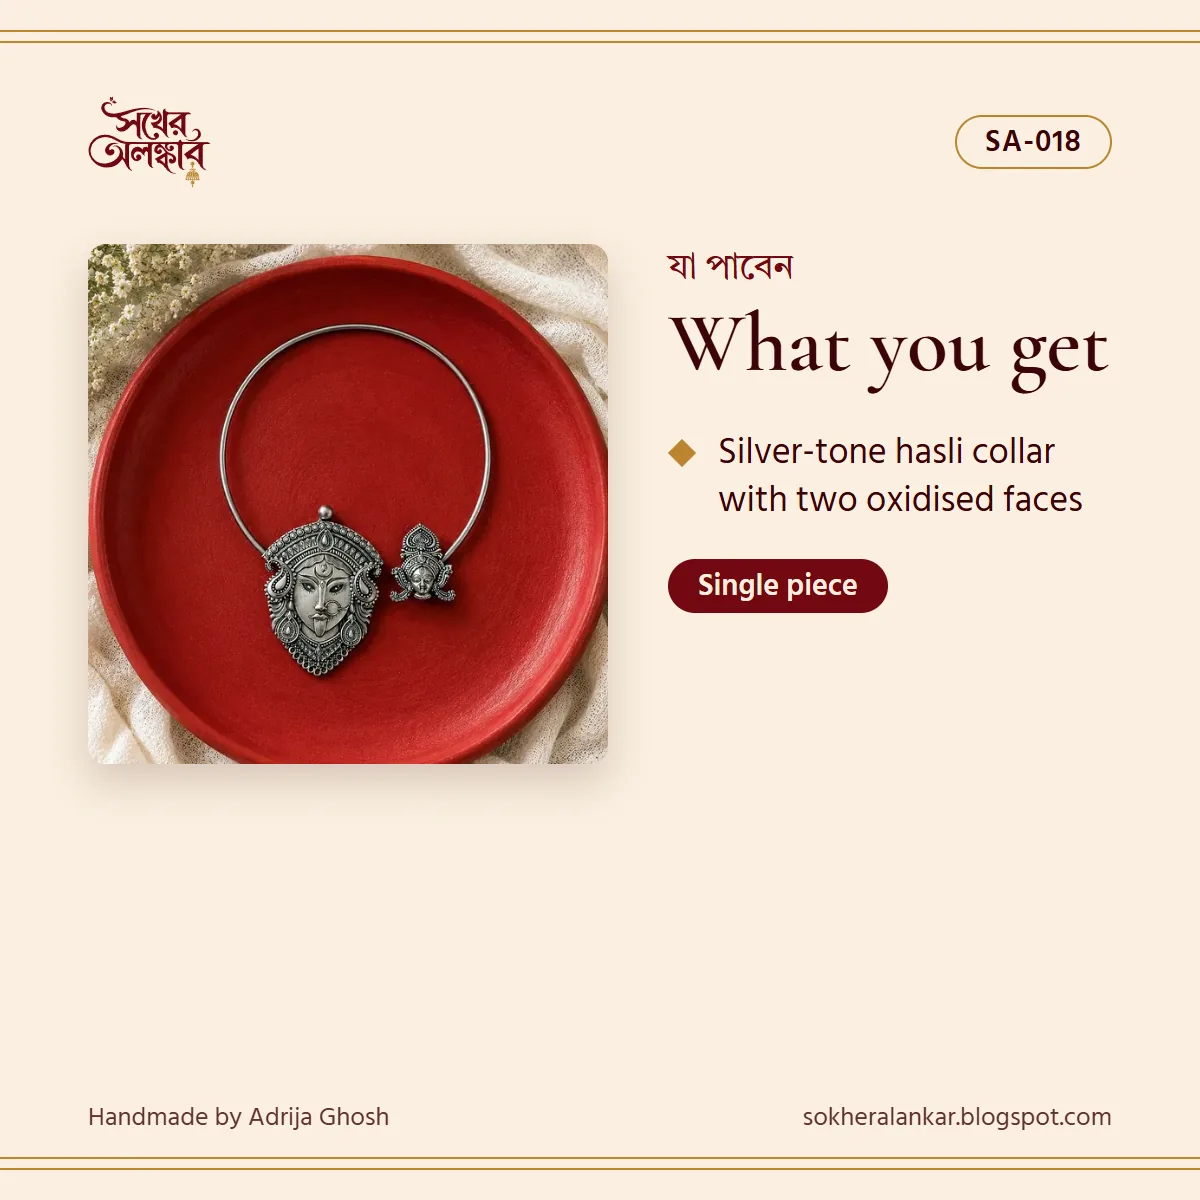 সখের
অলঙ্কার
SA-018
যা পাবেন
What you get
Silver-tone hasli collar
with two oxidised faces
Single piece
Handmade by Adrija Ghosh
sokheralankar.blogspot.com